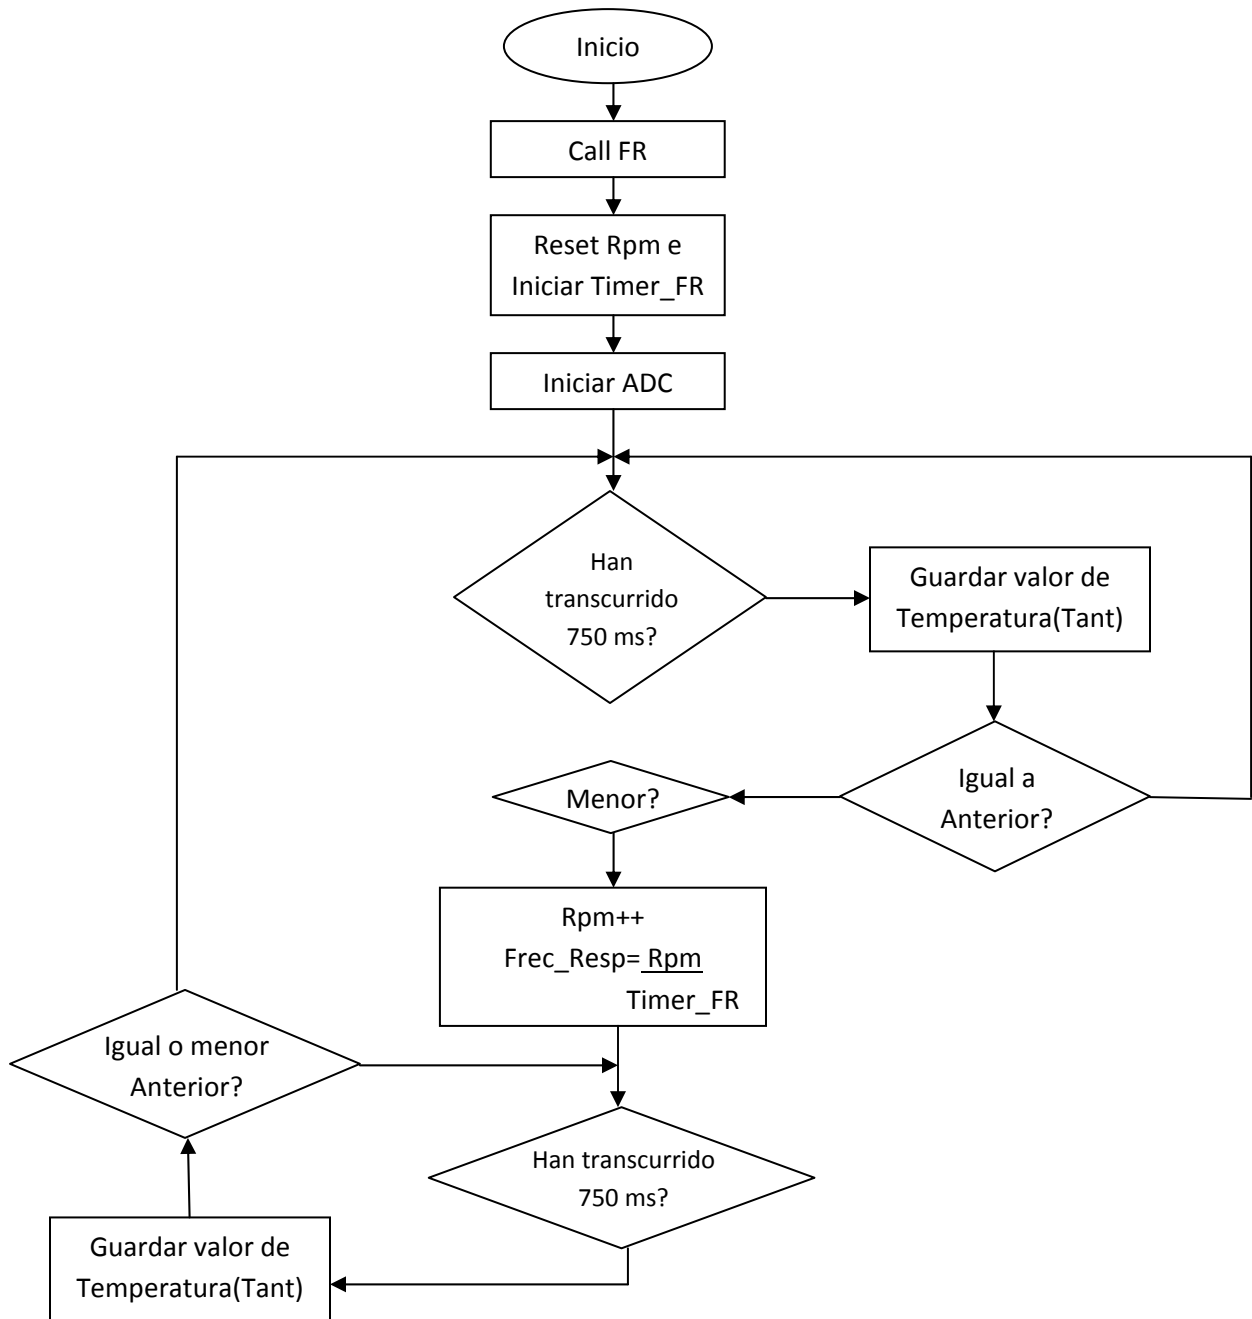 Inicio
Call FR
Reset Rpm e
Iniciar Timer_FR
Iniciar ADC
Han
transcurrido
750 ms?
Guardar valor de
Temperatura(Tant)
Igual a
Anterior?
Menor?
Rpm++
Frec_Resp= Rpm
Timer_FR
Igual o menor
Anterior?
Han transcurrido
750 ms?
Guardar valor de
Temperatura(Tant)